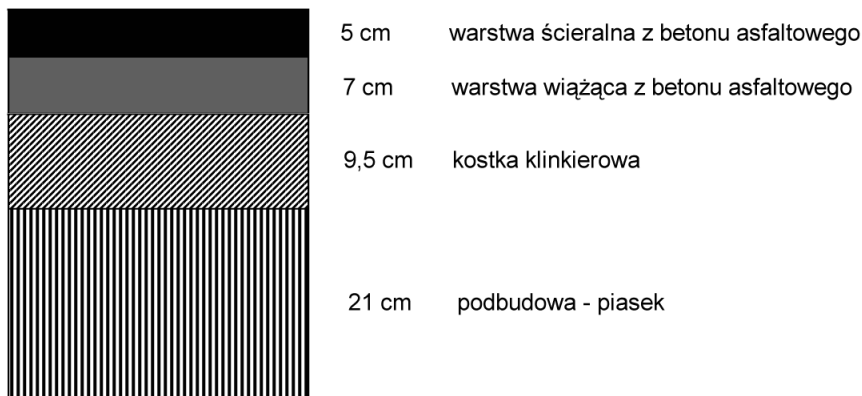 5 cm warstwa ścieralna z betonu asfaltowego
7 cm warstwa wiążąca z betonu asfaltowego
9,5 cm kostka klinkierowa
21 cm podbudowa - piasek